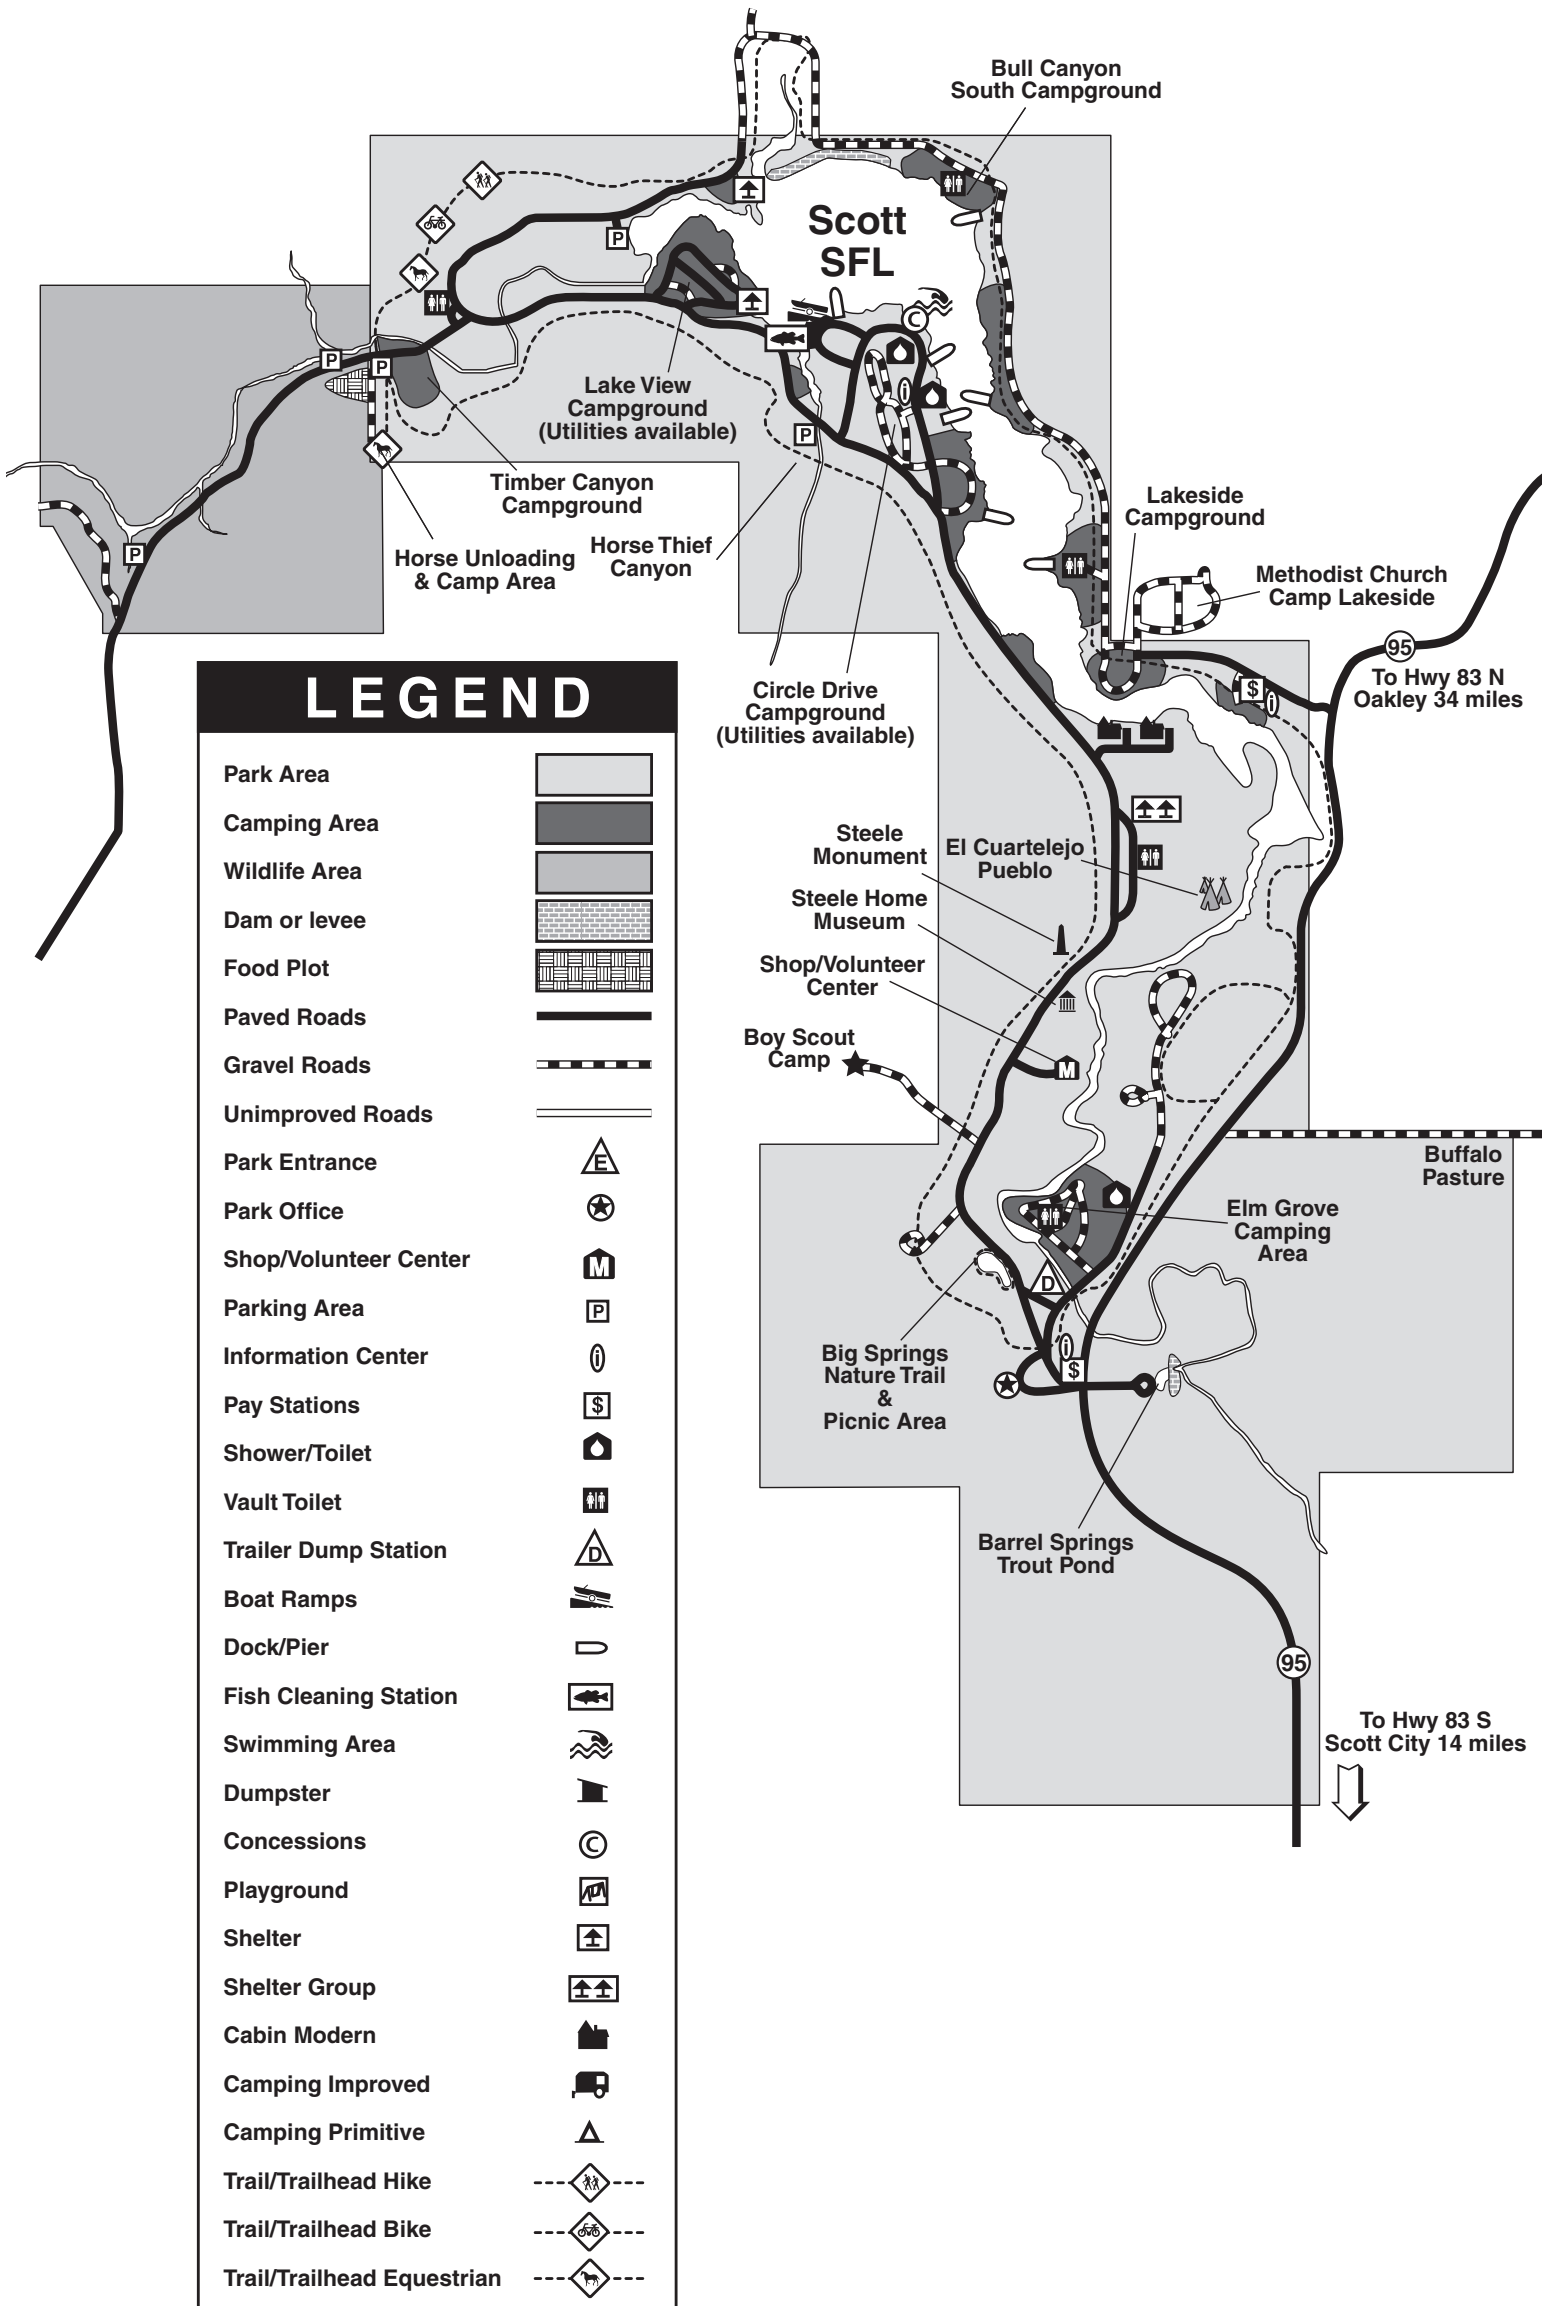 Bull Canyon
South Campground
Scott
SFL
P
P
P
C
i
P
P
Lake View
Campground
(Utilities available)
Timber Canyon
Campground
Horse Unloading
& Camp Area
Horse Thief
Canyon
Lakeside
Campground
Methodist Church
Camp Lakeside
95
To Hwy 83 N
Oakley 34 miles
$
i
Circle Drive
Campground
(Utilities available)
Steele
Monument
El Cuartelejo
Pueblo
Steele Home
Museum
Shop/Volunteer
Center
Boy Scout
Camp
M
Buffalo
Pasture
Elm Grove
Camping
Area
D
Big Springs
Nature Trail
&
Picnic Area
i
$
Barrel Springs
Trout Pond
95
To Hwy 83 S
Scott City 14 miles
LEGEND
Park Area
Camping Area
Wildlife Area
Dam or levee
Food Plot
Paved Roads
Gravel Roads
Unimproved Roads
Park Entrance E
Park Office
Shop/Volunteer Center M
Parking Area P
Information Center i
Pay Stations $
Shower/Toilet
Vault Toilet
Trailer Dump Station D
Boat Ramps
Dock/Pier
Fish Cleaning Station
Swimming Area
Dumpster
Concessions C
Playground
Shelter
Shelter Group
Cabin Modern
Camping Improved
Camping Primitive
Trail/Trailhead Hike
Trail/Trailhead Bike
Trail/Trailhead Equestrian